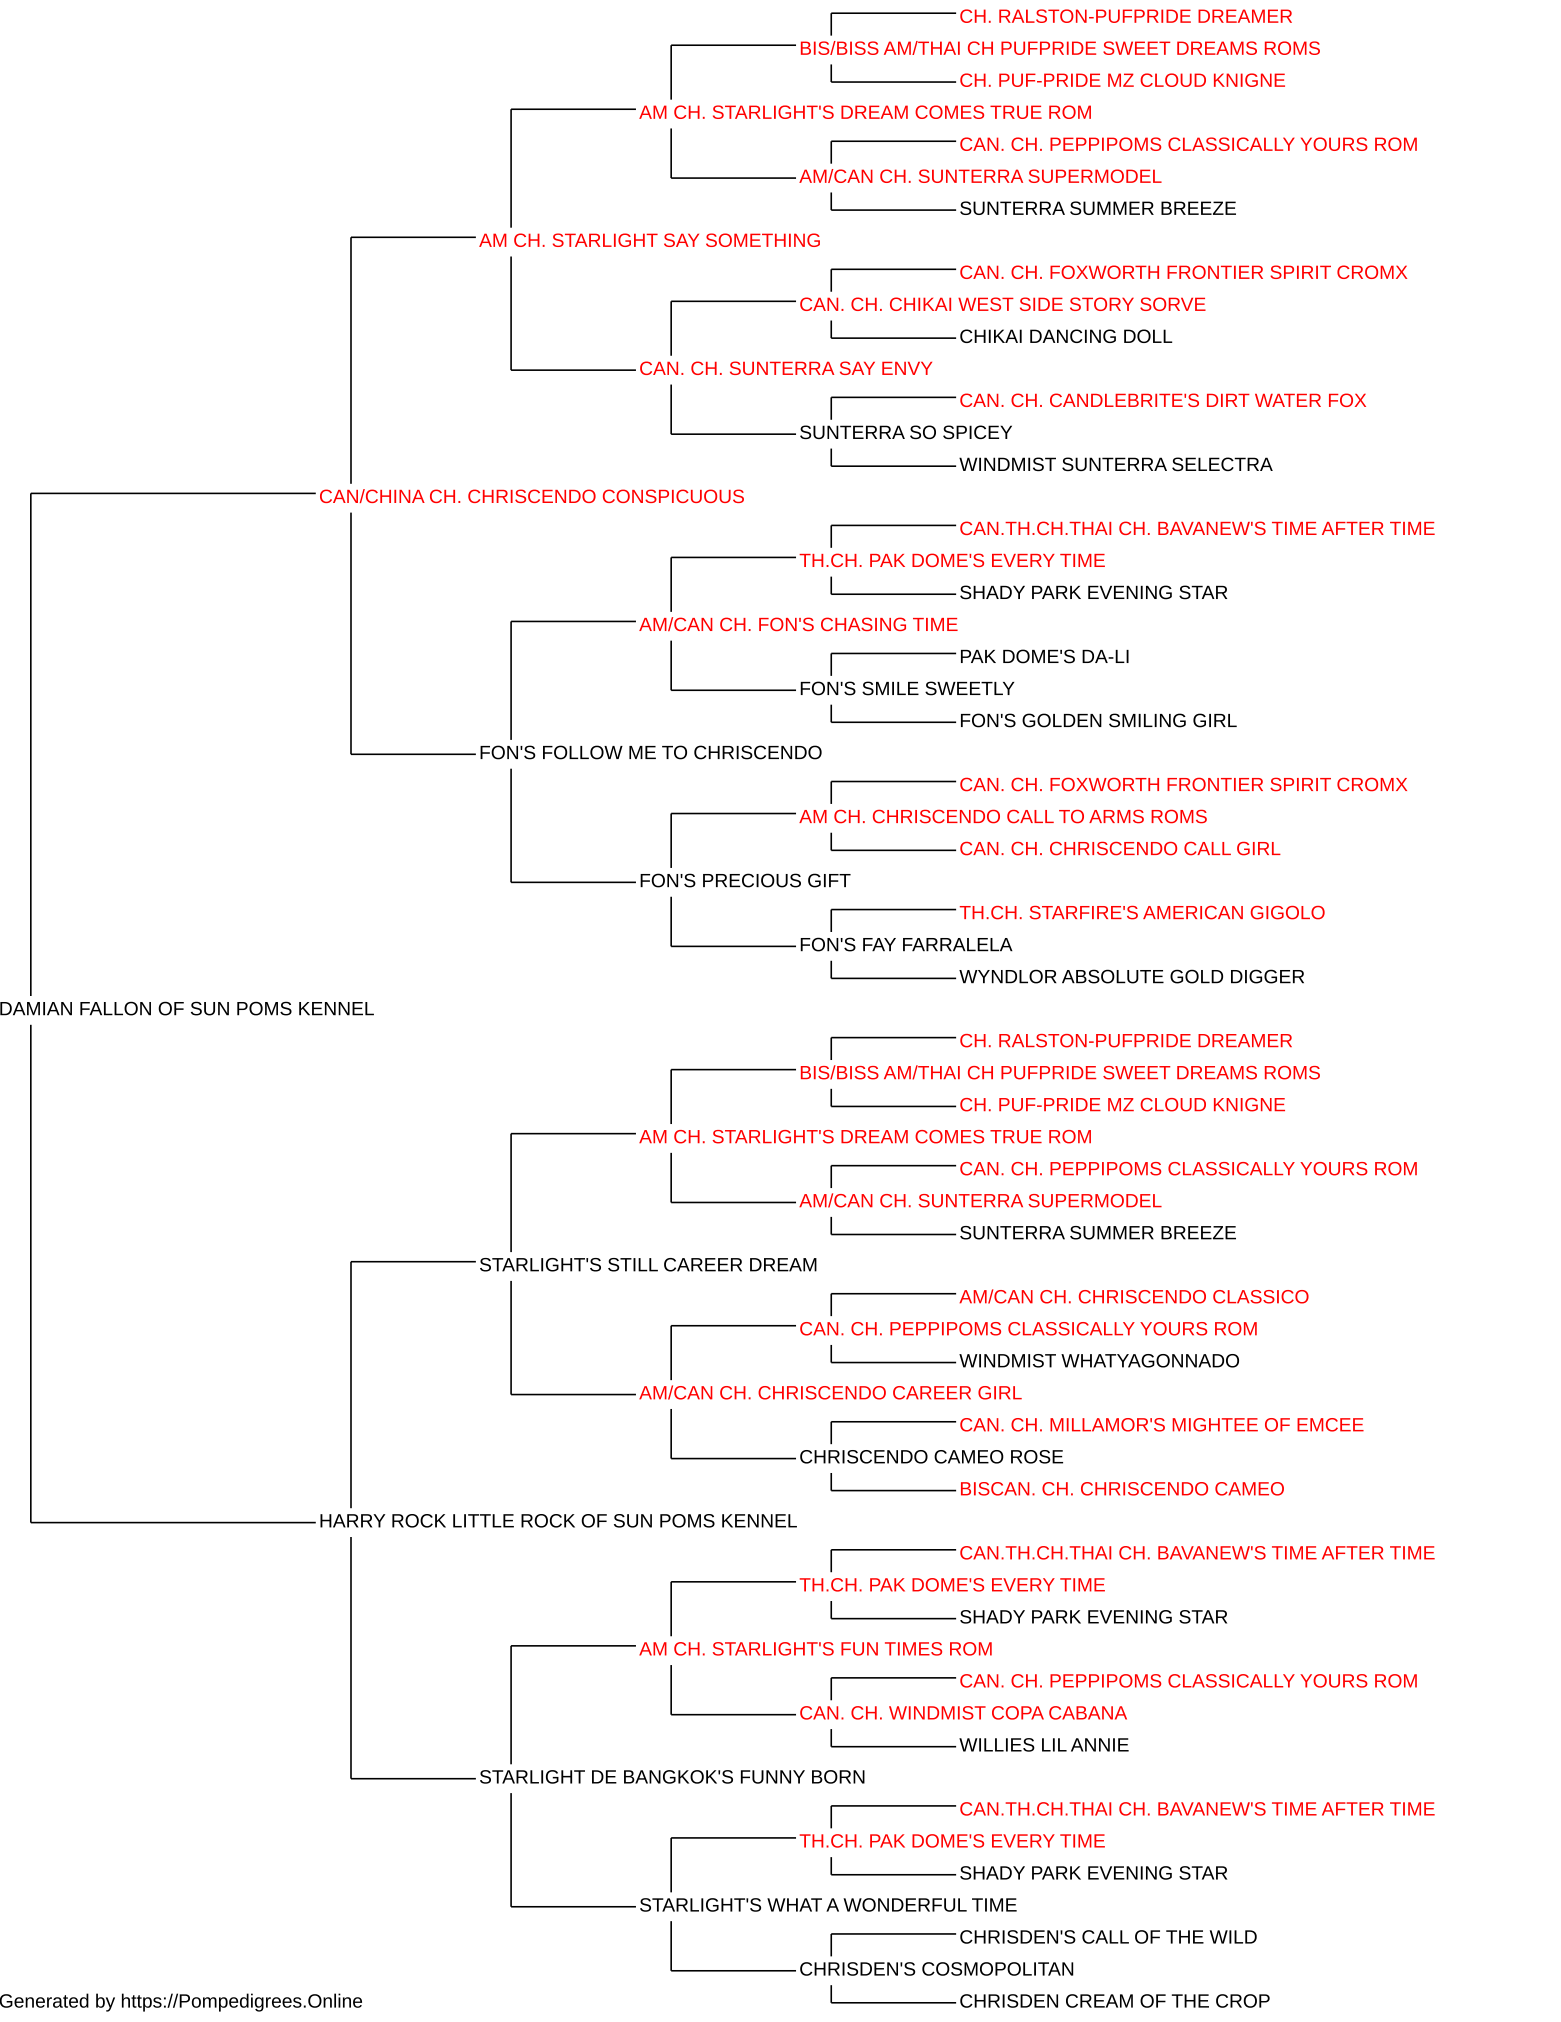 CH. RALSTON-PUFPRIDE DREAMER
BIS/BISS AM/THAI CH PUFPRIDE SWEET DREAMS ROMS
CH. PUF-PRIDE MZ CLOUD KNIGNE
AM CH. STARLIGHT'S DREAM COMES TRUE ROM
CAN. CH. PEPPIPOMS CLASSICALLY YOURS ROM
AM/CAN CH. SUNTERRA SUPERMODEL
SUNTERRA SUMMER BREEZE
AM CH. STARLIGHT SAY SOMETHING
CAN. CH. FOXWORTH FRONTIER SPIRIT CROMX
CAN. CH. CHIKAI WEST SIDE STORY SORVE
CHIKAI DANCING DOLL
CAN. CH. SUNTERRA SAY ENVY
CAN. CH. CANDLEBRITE'S DIRT WATER FOX
SUNTERRA SO SPICEY
WINDMIST SUNTERRA SELECTRA
CAN/CHINA CH. CHRISCENDO CONSPICUOUS
CAN.TH.CH.THAI CH. BAVANEW'S TIME AFTER TIME
TH.CH. PAK DOME'S EVERY TIME
SHADY PARK EVENING STAR
AM/CAN CH. FON'S CHASING TIME
PAK DOME'S DA-LI
FON'S SMILE SWEETLY
FON'S GOLDEN SMILING GIRL
FON'S FOLLOW ME TO CHRISCENDO
CAN. CH. FOXWORTH FRONTIER SPIRIT CROMX
AM CH. CHRISCENDO CALL TO ARMS ROMS
CAN. CH. CHRISCENDO CALL GIRL
FON'S PRECIOUS GIFT
TH.CH. STARFIRE'S AMERICAN GIGOLO
FON'S FAY FARRALELA
WYNDLOR ABSOLUTE GOLD DIGGER
DAMIAN FALLON OF SUN POMS KENNEL
CH. RALSTON-PUFPRIDE DREAMER
BIS/BISS AM/THAI CH PUFPRIDE SWEET DREAMS ROMS
CH. PUF-PRIDE MZ CLOUD KNIGNE
AM CH. STARLIGHT'S DREAM COMES TRUE ROM
CAN. CH. PEPPIPOMS CLASSICALLY YOURS ROM
AM/CAN CH. SUNTERRA SUPERMODEL
SUNTERRA SUMMER BREEZE
STARLIGHT'S STILL CAREER DREAM
AM/CAN CH. CHRISCENDO CLASSICO
CAN. CH. PEPPIPOMS CLASSICALLY YOURS ROM
WINDMIST WHATYAGONNADO
AM/CAN CH. CHRISCENDO CAREER GIRL
CAN. CH. MILLAMOR'S MIGHTEE OF EMCEE
CHRISCENDO CAMEO ROSE
BISCAN. CH. CHRISCENDO CAMEO
HARRY ROCK LITTLE ROCK OF SUN POMS KENNEL
CAN.TH.CH.THAI CH. BAVANEW'S TIME AFTER TIME
TH.CH. PAK DOME'S EVERY TIME
SHADY PARK EVENING STAR
AM CH. STARLIGHT'S FUN TIMES ROM
CAN. CH. PEPPIPOMS CLASSICALLY YOURS ROM
CAN. CH. WINDMIST COPA CABANA
WILLIES LIL ANNIE
STARLIGHT DE BANGKOK'S FUNNY BORN
CAN.TH.CH.THAI CH. BAVANEW'S TIME AFTER TIME
TH.CH. PAK DOME'S EVERY TIME
SHADY PARK EVENING STAR
STARLIGHT'S WHAT A WONDERFUL TIME
CHRISDEN'S CALL OF THE WILD
CHRISDEN'S COSMOPOLITAN
CHRISDEN CREAM OF THE CROP
Generated by https://Pompedigrees.Online